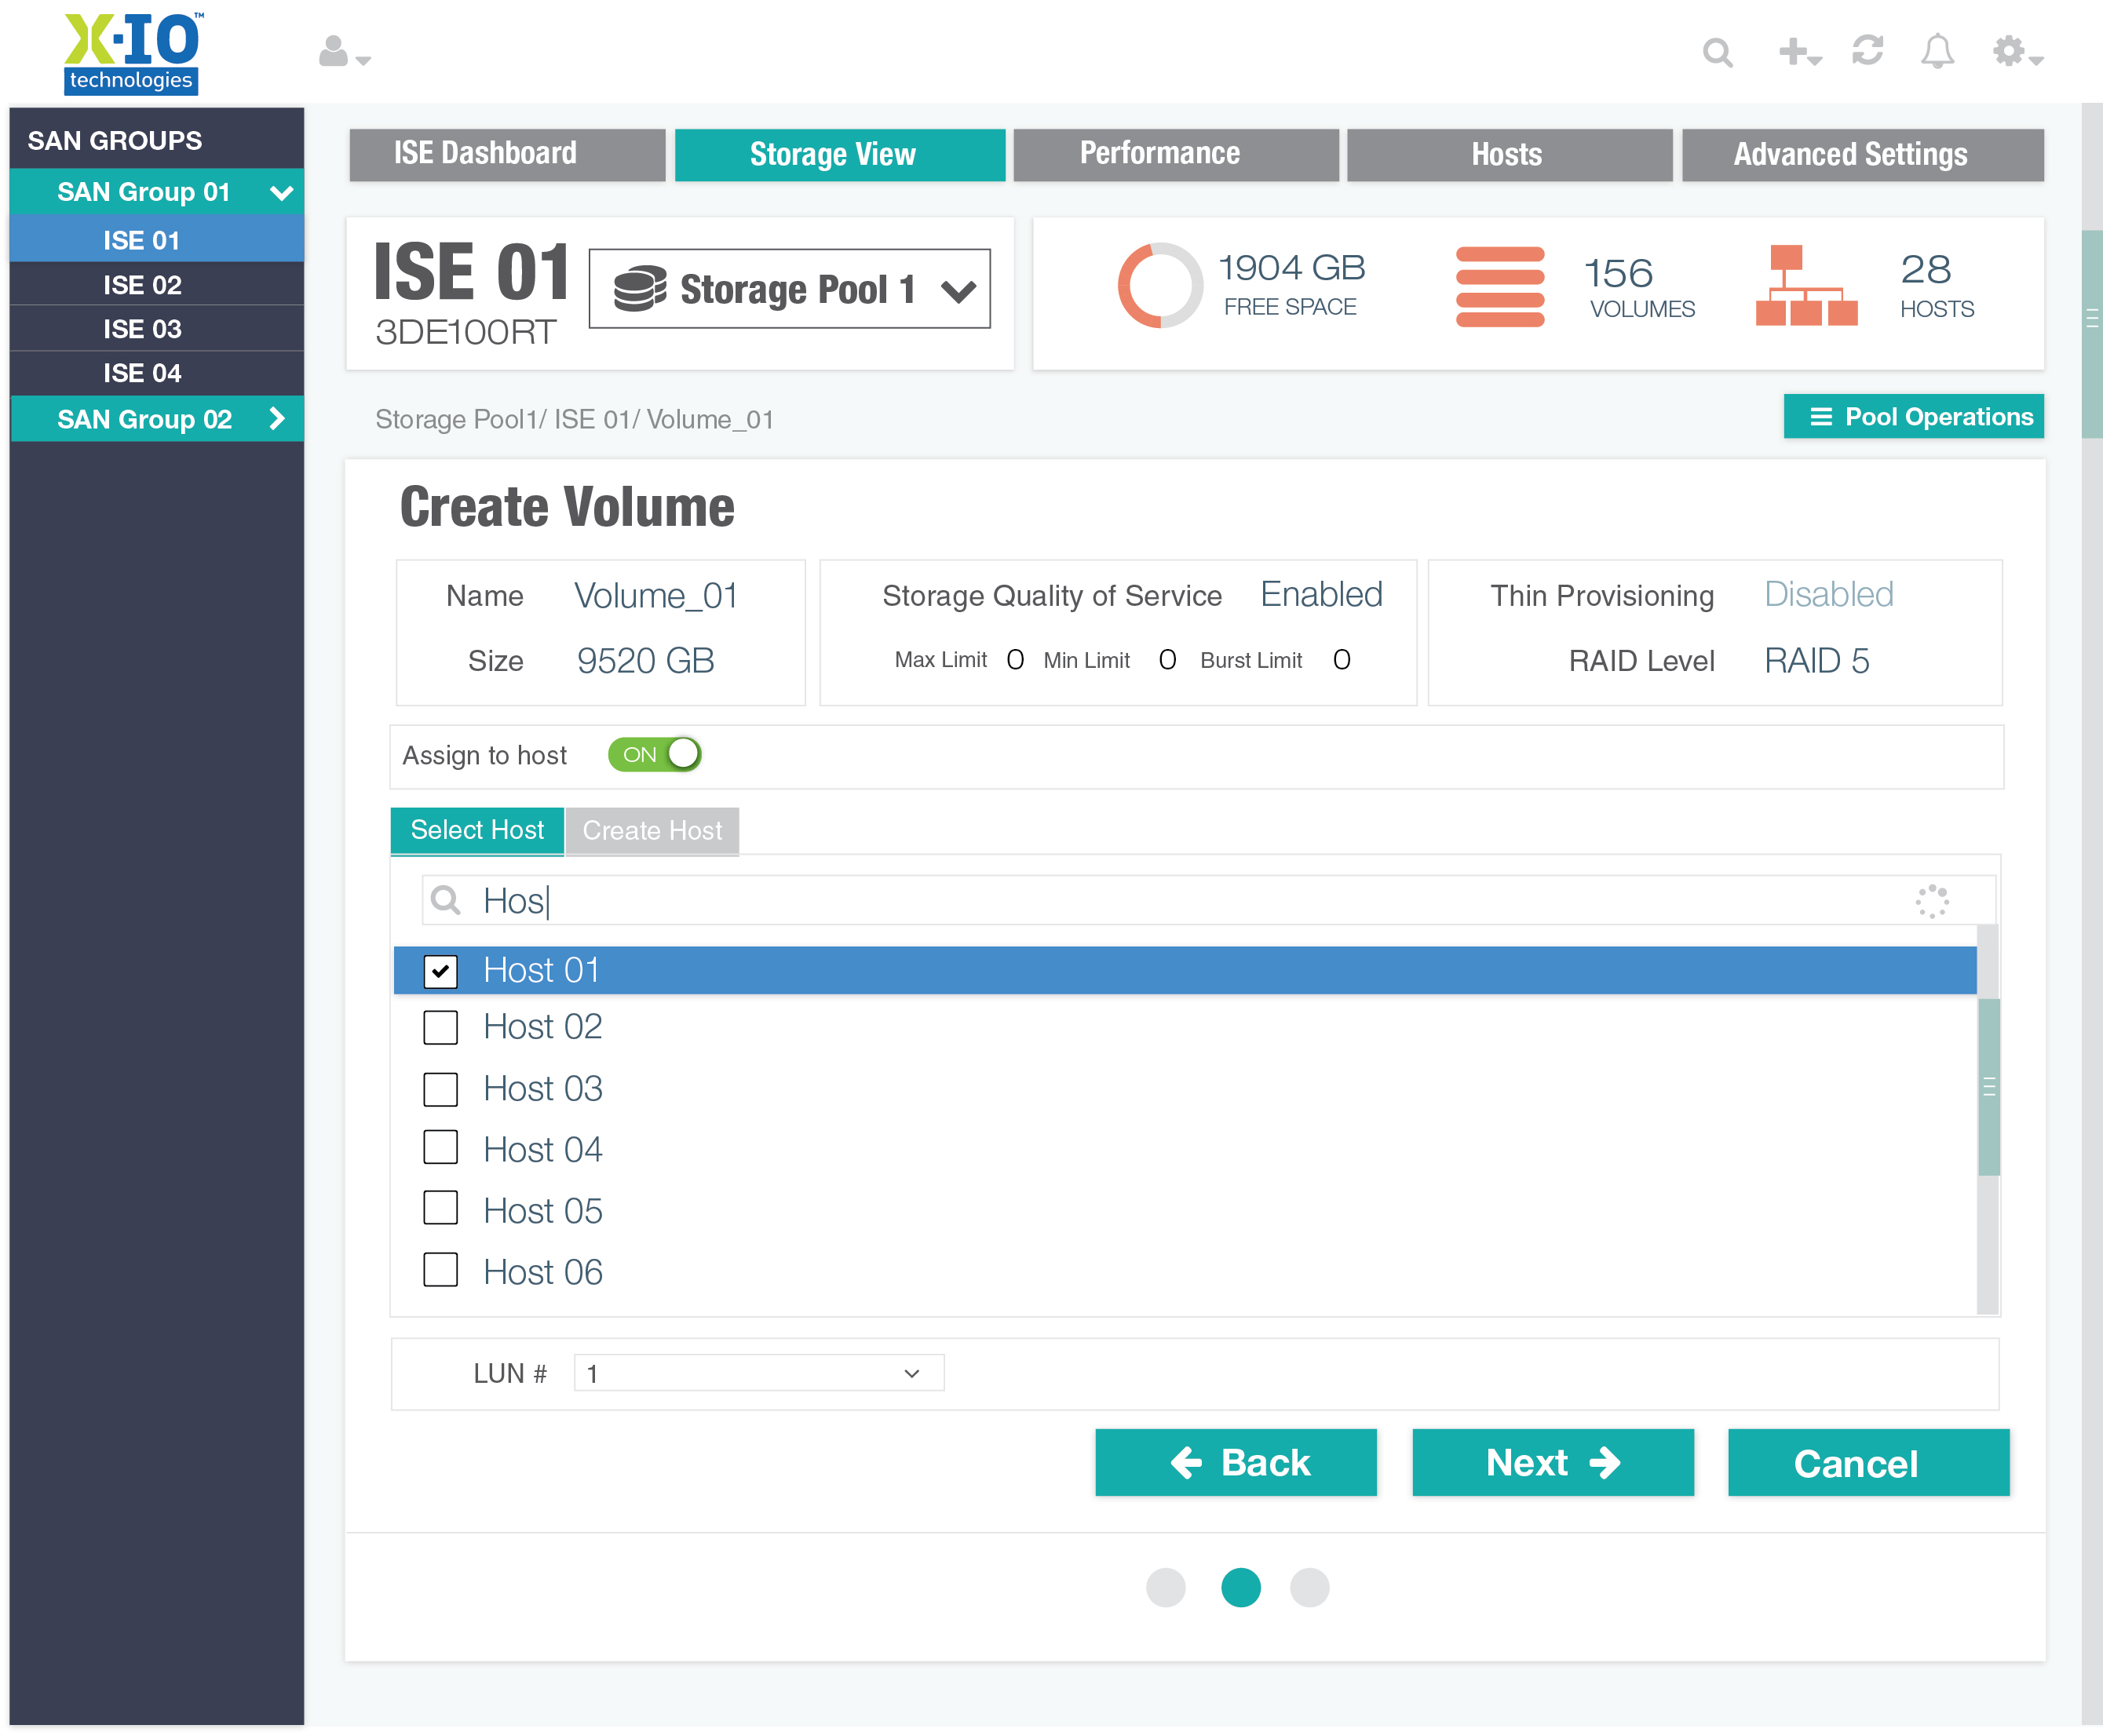 X-IO™
technologies
SAN GROUPS
SAN Group 01
ISE 01
ISE 02
ISE 03
ISE 04
SAN Group 02
ISE Dashboard Storage View Performance Hosts Advanced Settings
ISE 01
3DE100RT
Storage Pool 1
1904 GB
FREE SPACE
156
VOLUMES
28
HOSTS
Storage Pool1/ ISE 01/ Volume_01
Pool Operations
Create Volume
Name Volume_01
Size 9520 GB
Storage Quality of Service Enabled
Max Limit 0 Min Limit 0 Burst Limit 0
Thin Provisioning Disabled
RAID Level RAID 5
Assign to host ON
Select Host Create Host
Hos
Host 01
Host 02
Host 03
Host 04
Host 05
Host 06
LUN # 1
Back Next Cancel